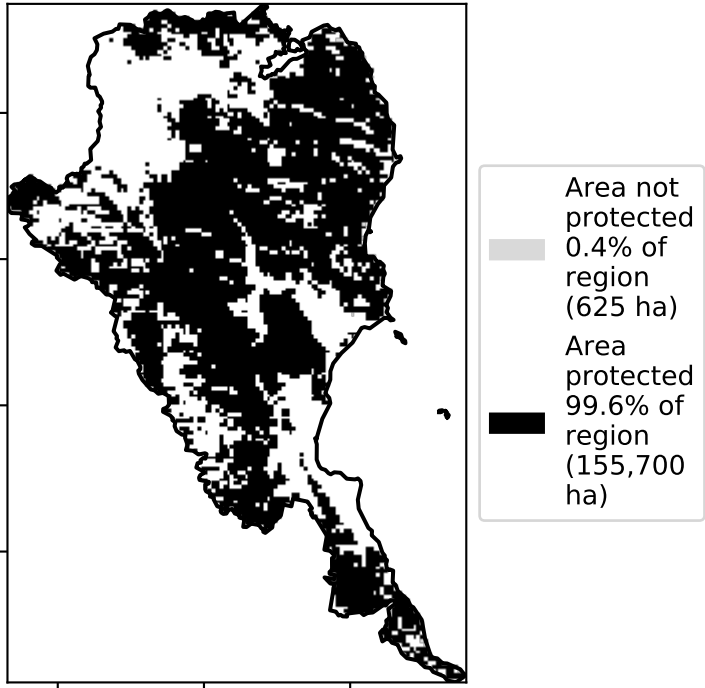 Area not
protected
0.4% of
region
(625 ha)
Area
protected
99.6% of
region
(155,700
ha)